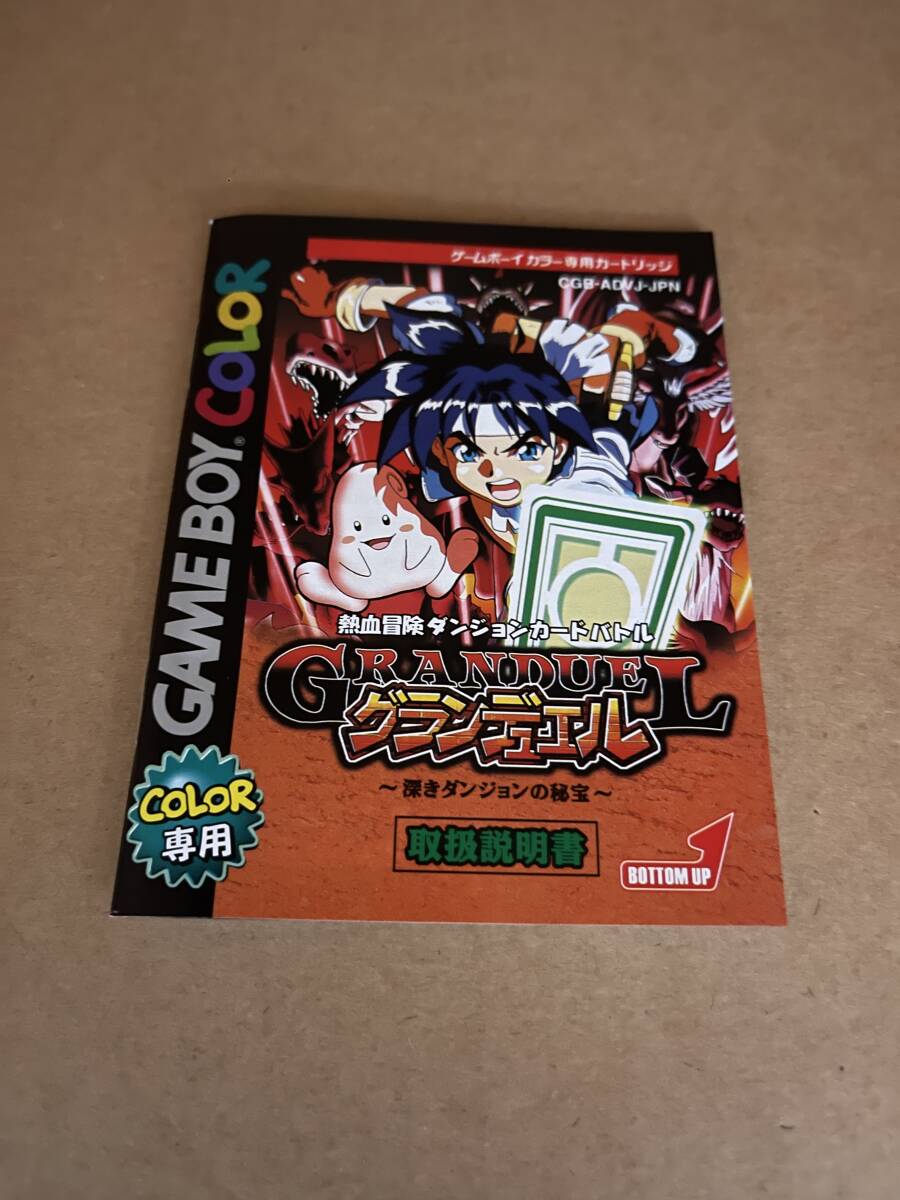 ゲームボーイカラー専用カートリッジ
CGB-ADVJ-JPN
GAME BOY® COLOR
熱血冒険ダンジョンカードバトル
GRANDUEL
グランデュエル
～深きダンジョンの秘宝～
取扱説明書
COLOR
専用
BOTTOM UP